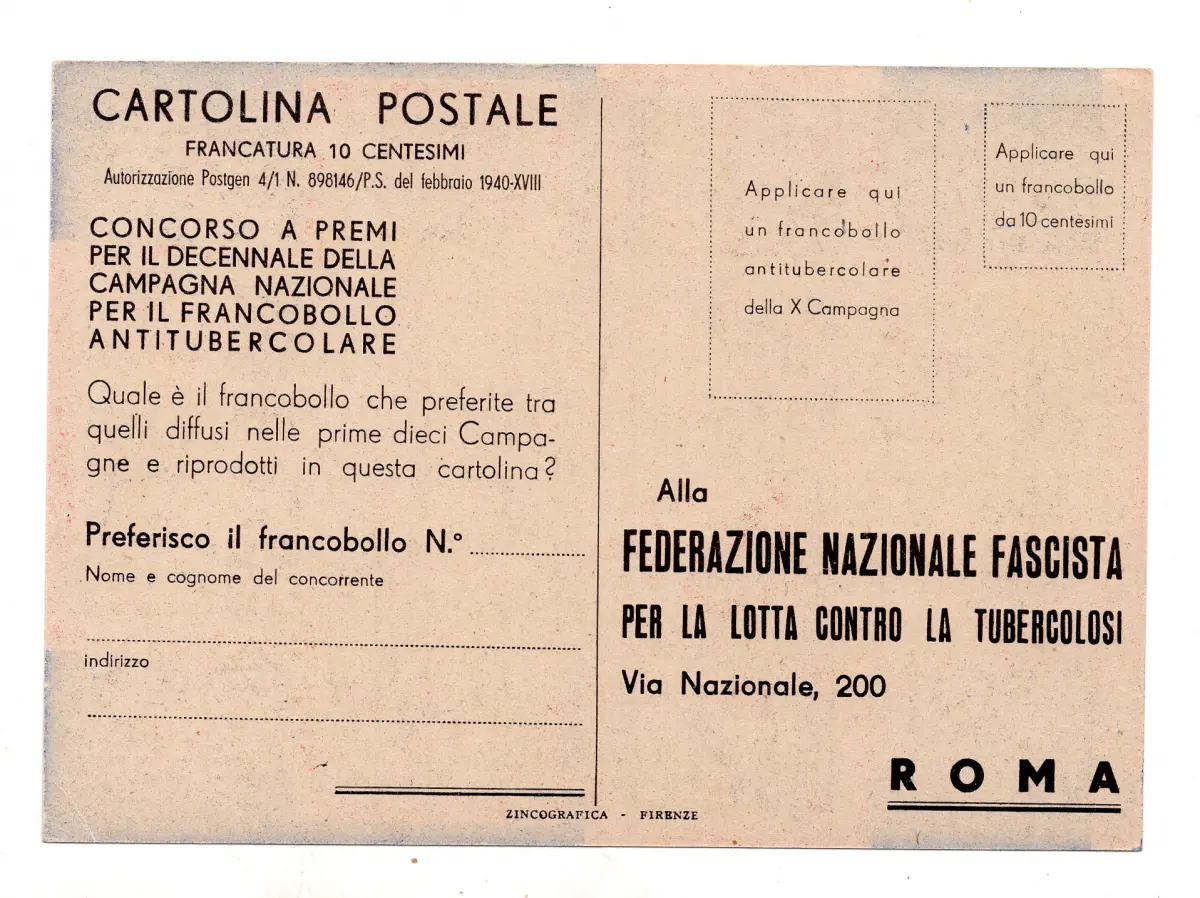 CARTOLINA POSTALE
FRANCATURA 10 CENTESIMI
Autorizzazione Postgen 4/1 N. 898146/P.S. del febbraio 1940-XVIII
CONCORSO A PREMI
PER IL DECENNALE DELLA
CAMPAGNA NAZIONALE
PER IL FRANCOBOLLO
ANTITUBERCOLARE
Quale è il francobollo che preferite tra
quelli diffusi nelle prime dieci Campa-
gne e riprodotti in questa cartolina?
Preferisco il francobollo N.º
Nome e cognome del concorrente
indirizzo
Applicare qui
un francobollo
antitubercolare
della X Campagna
Applicare qui
un francobollo
da 10 centesimi
Alla
FEDERAZIONE NAZIONALE FASCISTA
PER LA LOTTA CONTRO LA TUBERCOLOSI
Via Nazionale, 200
ROMA
ZINCOGRAFICA - FIRENZE